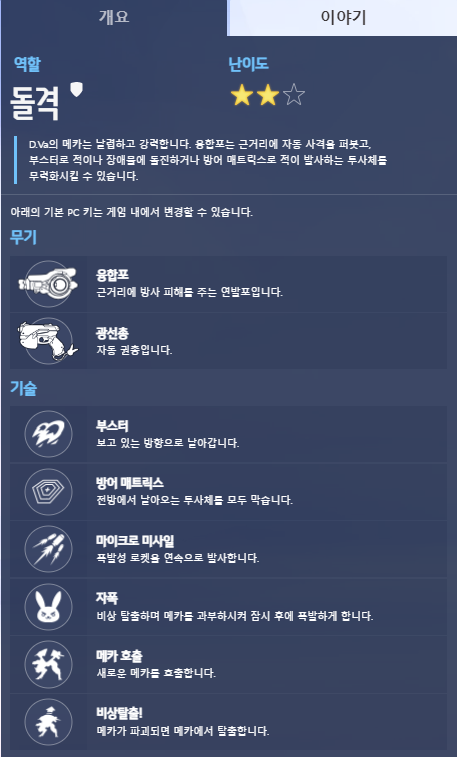 개요
이야기
역할
난이도
돌격
D.Va의 메카는 날렵하고 강력합니다. 융합포는 근거리에 자동 사격을 퍼붓고,
부스터로 적이나 장애물에 돌진하거나 방어 매트릭스로 적이 발사하는 투사체를
무력화시킬 수 있습니다.
아래의 기본 PC 키는 게임 내에서 변경할 수 있습니다.
무기
융합포
근거리에 방사 피해를 주는 연발포입니다.
광선총
자동 권총입니다.
기술
부스터
보고 있는 방향으로 날아갑니다.
방어 매트릭스
전방에서 날아오는 투사체를 모두 막습니다.
마이크로 미사일
폭발성 로켓을 연속으로 발사합니다.
자폭
비상 탈출하며 메카를 과부하시켜 잠시 후에 폭발하게 합니다.
메카 호출
새로운 메카를 호출합니다.
비상탈출!
메카가 파괴되면 메카에서 탈출합니다.